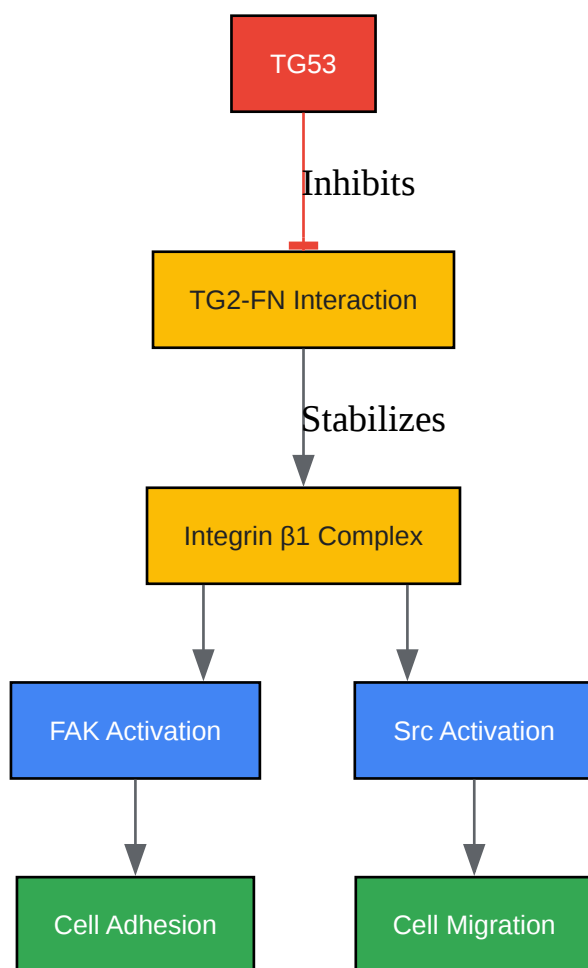 TG53
Inhibits
TG2-FN Interaction
Stabilizes
Integrin β1 Complex
FAK Activation
Src Activation
Cell Adhesion
Cell Migration